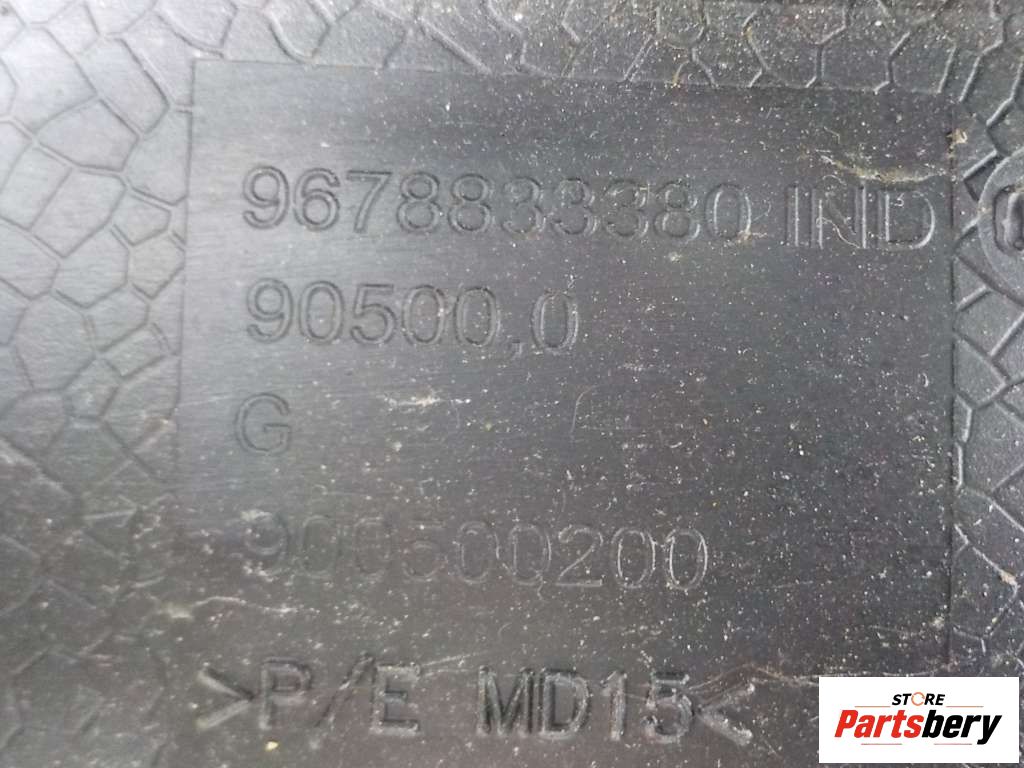 9678833380 IND
90500,0
G
900500200
>P/E MD15<
STORE
Partsbery